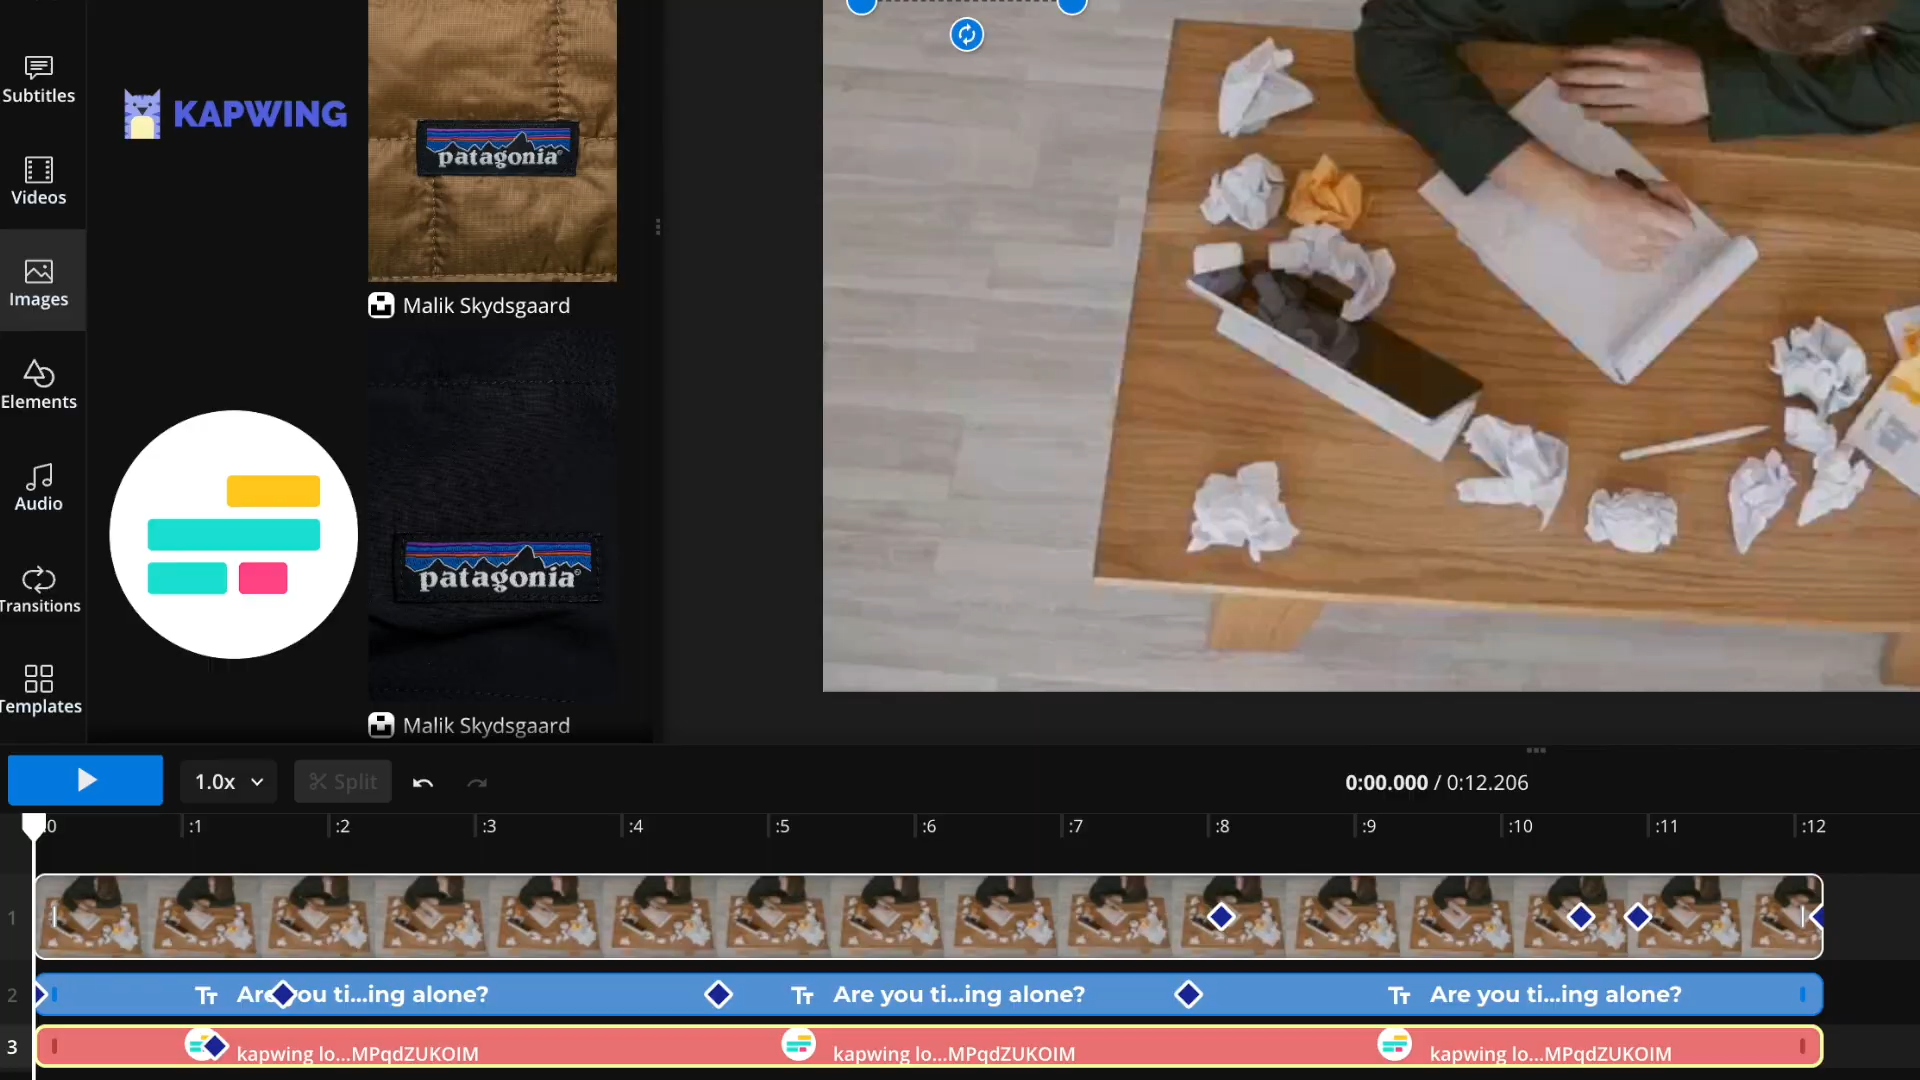 Subtitles
Videos
Images
Elements
Audio
Transitions
Templates
KAPWING
patagonia®
Malik Skydsgaard
patagonia®
Malik Skydsgaard
1.0x
Split
0:00.000 / 0:12.206
:0 :1 :2 :3 :4 :5 :6 :7 :8 :9 :10 :11 :12
1
2 Tт Are you ti...ing alone? Tт Are you ti...ing alone? Tт Are you ti...ing alone?
3 kapwing lo...MPqdZUKOIM kapwing lo...MPqdZUKOIM kapwing lo...MPqdZUKOIM